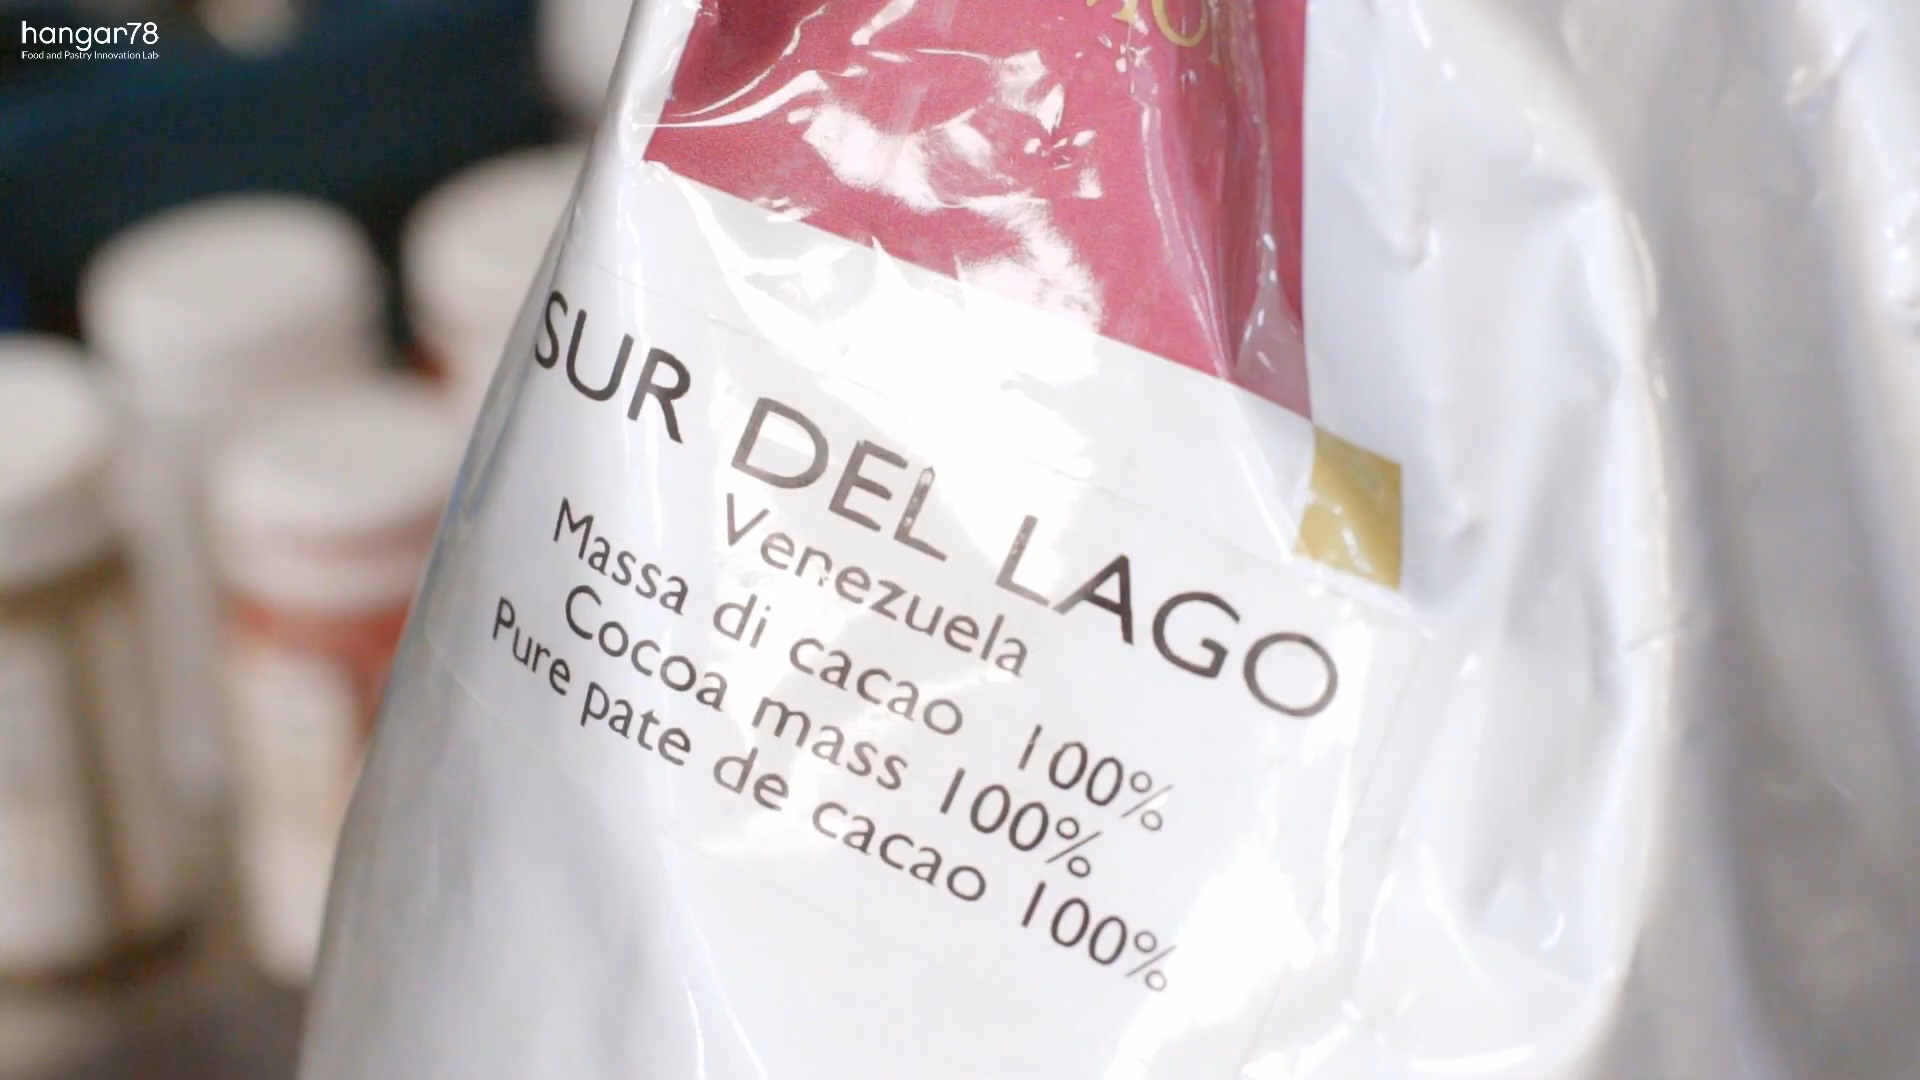 hangar78
Food and Pastry Innovation Lab
SUR DEL LAGO
Venezuela
Massa di cacao 100%
Cocoa mass 100%
Pure pate de cacao 100%